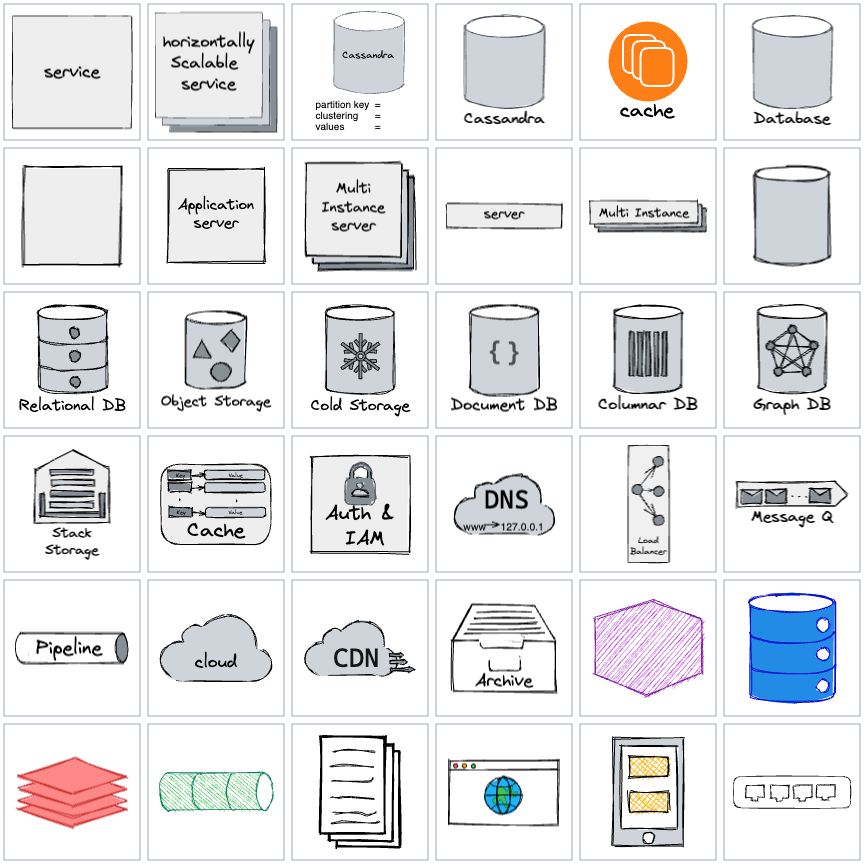 service
horizontally
Scalable
service
Cassandra
partition key =
clustering =
values =
Cassandra
cache
Database
Application
server
Multi
Instance
server
server
Multi Instance
Relational DB
Object Storage
Cold Storage
{ }
Document DB
Columnar DB
Graph DB
Stack
Storage
Key
Value
Key
Value
Cache
Auth &
IAM
DNS
www → 127.0.0.1
Load
Balancer
Message Q
Pipeline
cloud
CDN
Archive